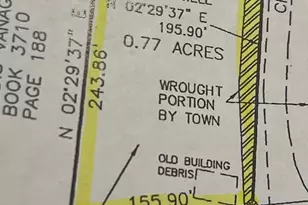 02°29'37" E
195.90'
0.77 ACRES
BOOK 3710
PAGE 188
N 02°29'37" E
243.86'
WROUGHT
PORTION
BY TOWN
OLD BUILDING
DEBRIS
155.90'